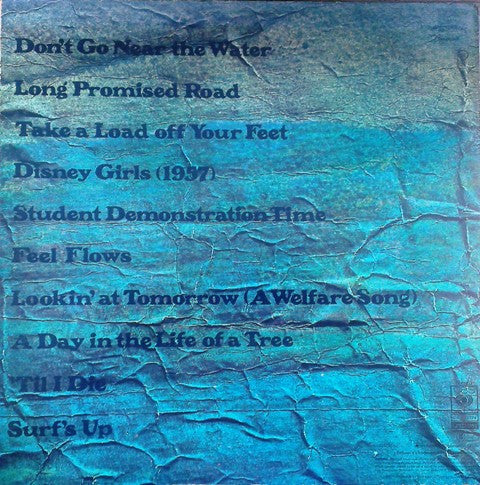 Don't Go Near the Water
Long Promised Road
Take a Load off Your Feet
Disney Girls (1957)
Student Demonstration Time
Feel Flows
Lookin' at Tomorrow (A Welfare Song)
A Day in the Life of a Tree
'Til I Die
Surf's Up